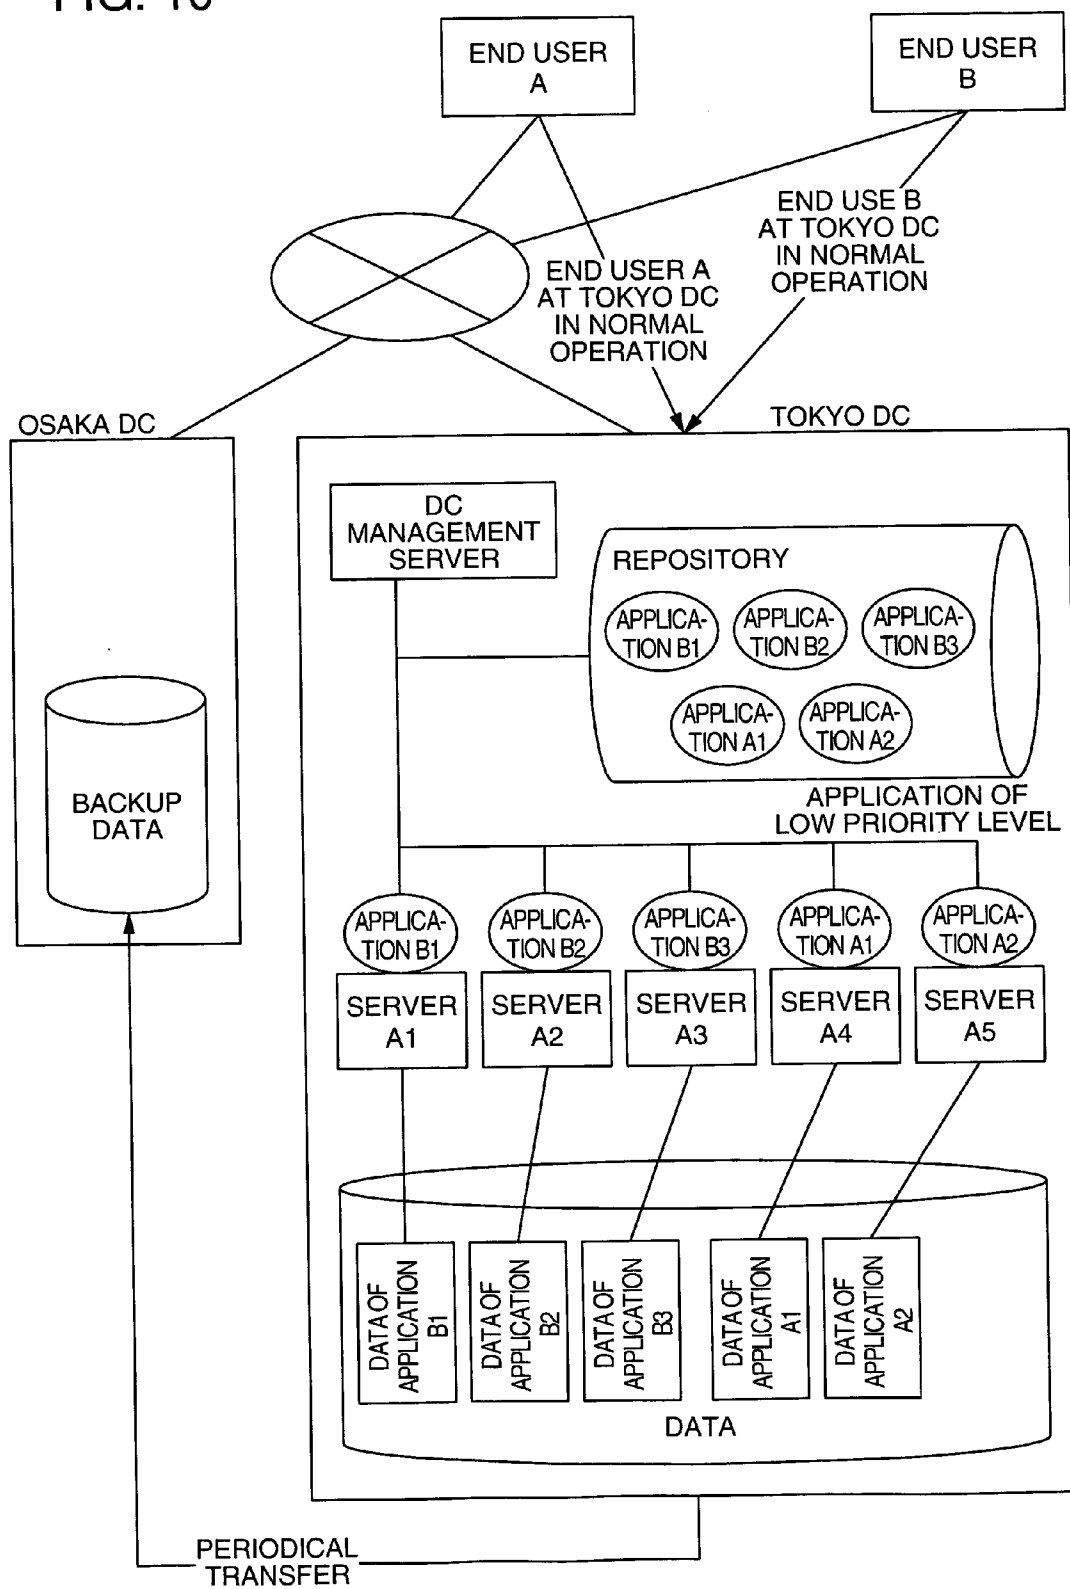 FIG. 10
END USER
A
END USER
B
END USE B
AT TOKYO DC
IN NORMAL
OPERATION
END USER A
AT TOKYO DC
IN NORMAL
OPERATION
OSAKA DC
TOKYO DC
DC
MANAGEMENT
SERVER
REPOSITORY
APPLICA-
TION B1
APPLICA-
TION B2
APPLICA-
TION B3
APPLICA-
TION A1
APPLICA-
TION A2
BACKUP
DATA
APPLICATION OF
LOW PRIORITY LEVEL
APPLICA-
TION B1
APPLICA-
TION B2
APPLICA-
TION B3
APPLICA-
TION A1
APPLICA-
TION A2
SERVER
A1
SERVER
A2
SERVER
A3
SERVER
A4
SERVER
A5
DATA OF
APPLICATION
B1
DATA OF
APPLICATION
B2
DATA OF
APPLICATION
B3
DATA OF
APPLICATION
A1
DATA OF
APPLICATION
A2
DATA
PERIODICAL
TRANSFER